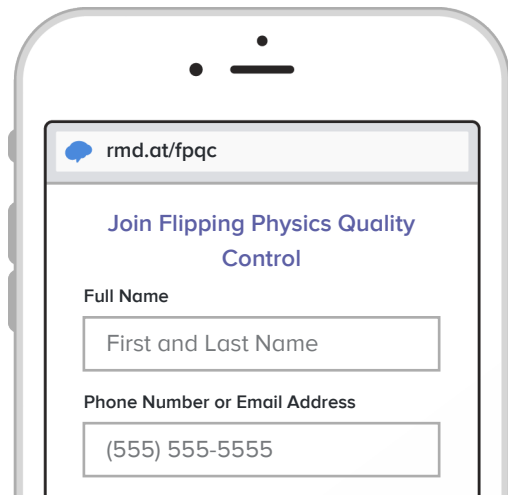 rmd.at/fpqc
Join Flipping Physics Quality
Control
Full Name
First and Last Name
Phone Number or Email Address
(555) 555-5555